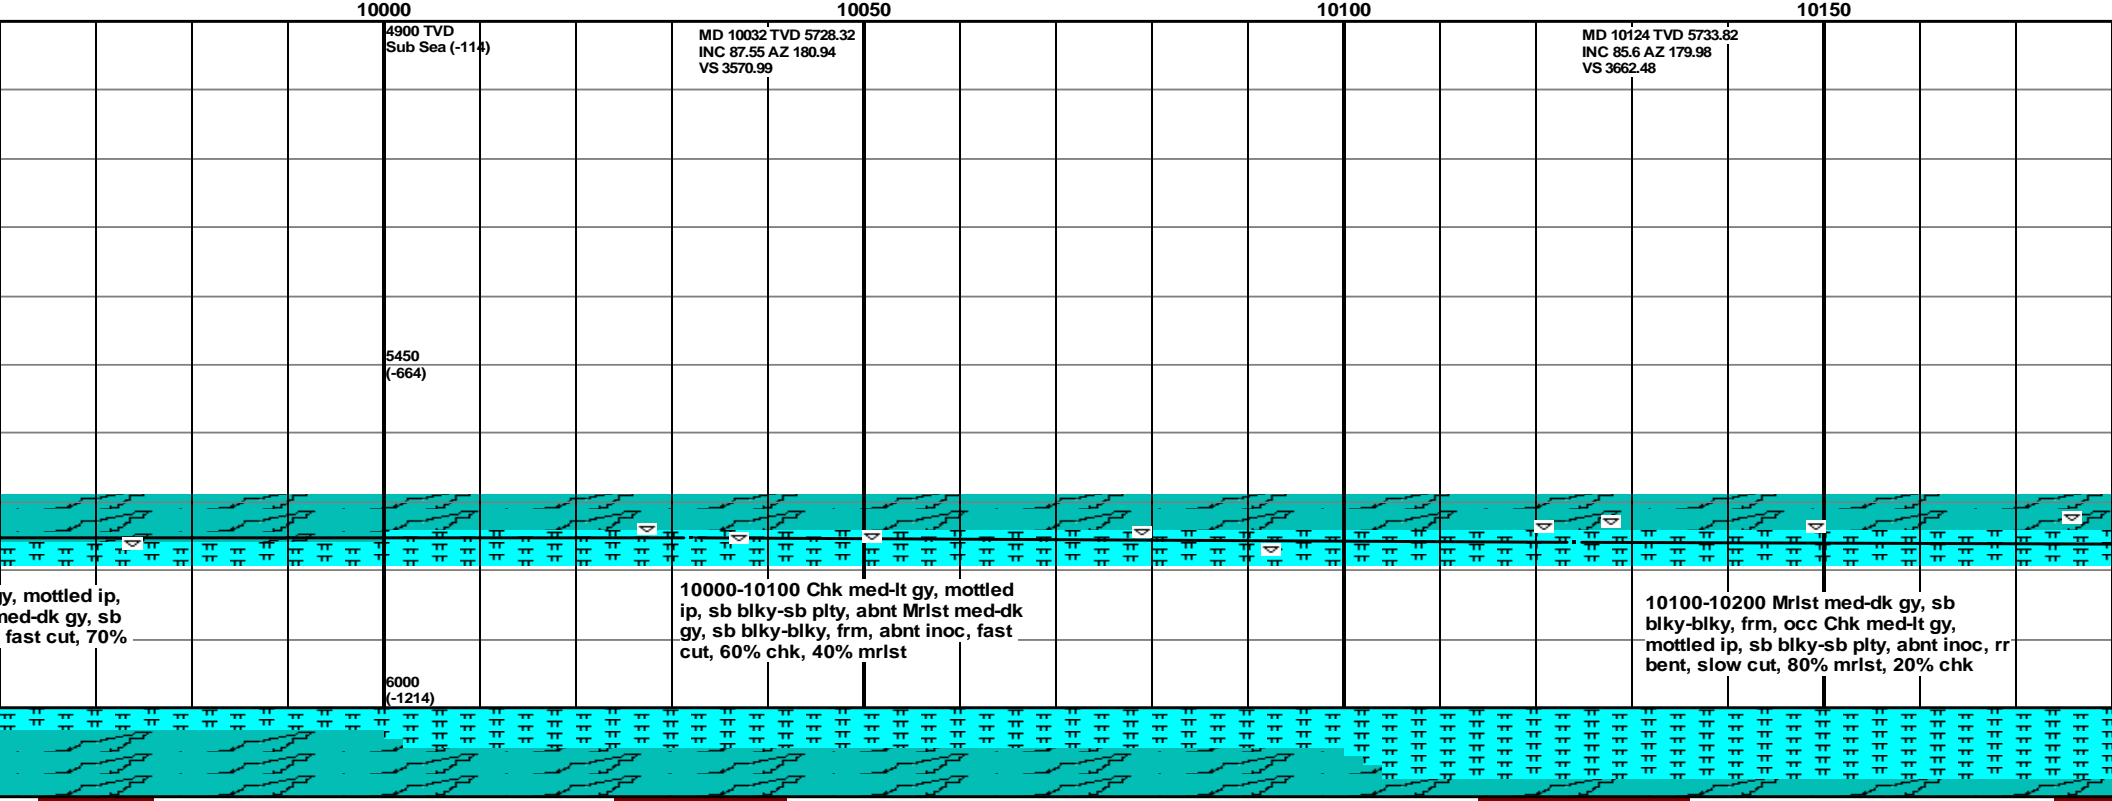 10000
10050
10100
10150
4900 TVD
Sub Sea (-114)
MD 10032 TVD 5728.32
INC 87.55 AZ 180.94
VS 3570.99
MD 10124 TVD 5733.82
INC 85.6 AZ 179.98
VS 3662.48
5450
(-664)
gy, mottled ip,
med-dk gy, sb
fast cut, 70%
10000-10100 Chk med-lt gy, mottled
ip, sb blky-sb plty, abnt Mrlst med-dk
gy, sb blky-blky, frm, abnt inoc, fast
cut, 60% chk, 40% mrlst
10100-10200 Mrlst med-dk gy, sb
blky-blky, frm, occ Chk med-lt gy,
mottled ip, sb blky-sb plty, abnt inoc, rr
bent, slow cut, 80% mrlst, 20% chk
6000
(-1214)